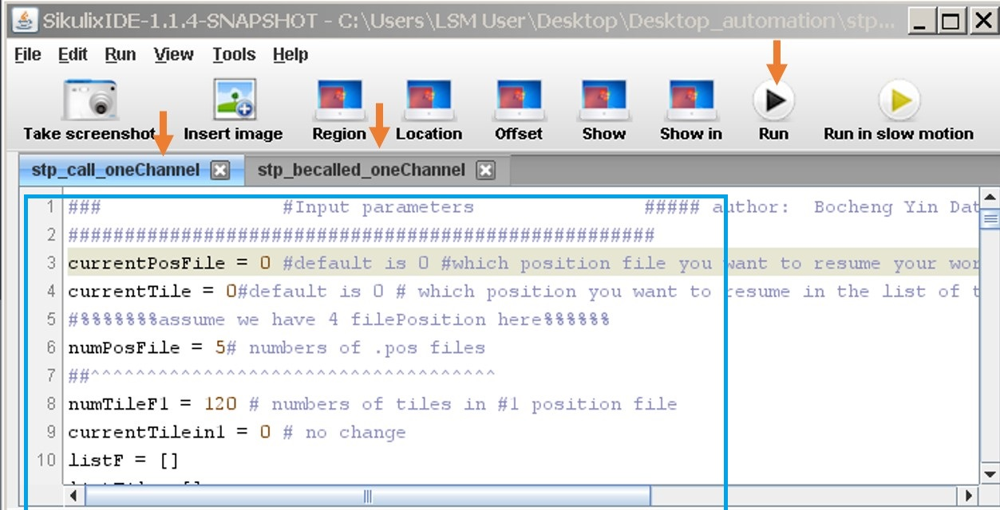 SikulixIDE-1.1.4-SNAPSHOT - C:\Users\LSM User\Desktop\Desktop_automation\stp...
File Edit Run View Tools Help
Take screenshot Insert image Region Location Offset Show Show in Run Run in slow motion
stp_call_oneChannel stp_becalled_oneChannel
1 ### #Input parameters ##### author: Bocheng Yin Dat
2 ####################################################
3 currentPosFile = 0 #default is 0 #which position file you want to resume your wor
4 currentTile = 0#default is 0 # which position you want to resume in the list of t
5 #%%%%%%%%assume we have 4 filePosition here%%%%%%
6 numPosFile = 5# numbers of .pos files
7 ##^^^^^^^^^^^^^^^^^^^^^^^^^^^^^^^^^^^^
8 numTileF1 = 120 # numbers of tiles in #1 position file
9 currentTilein1 = 0 # no change
10 listF = []